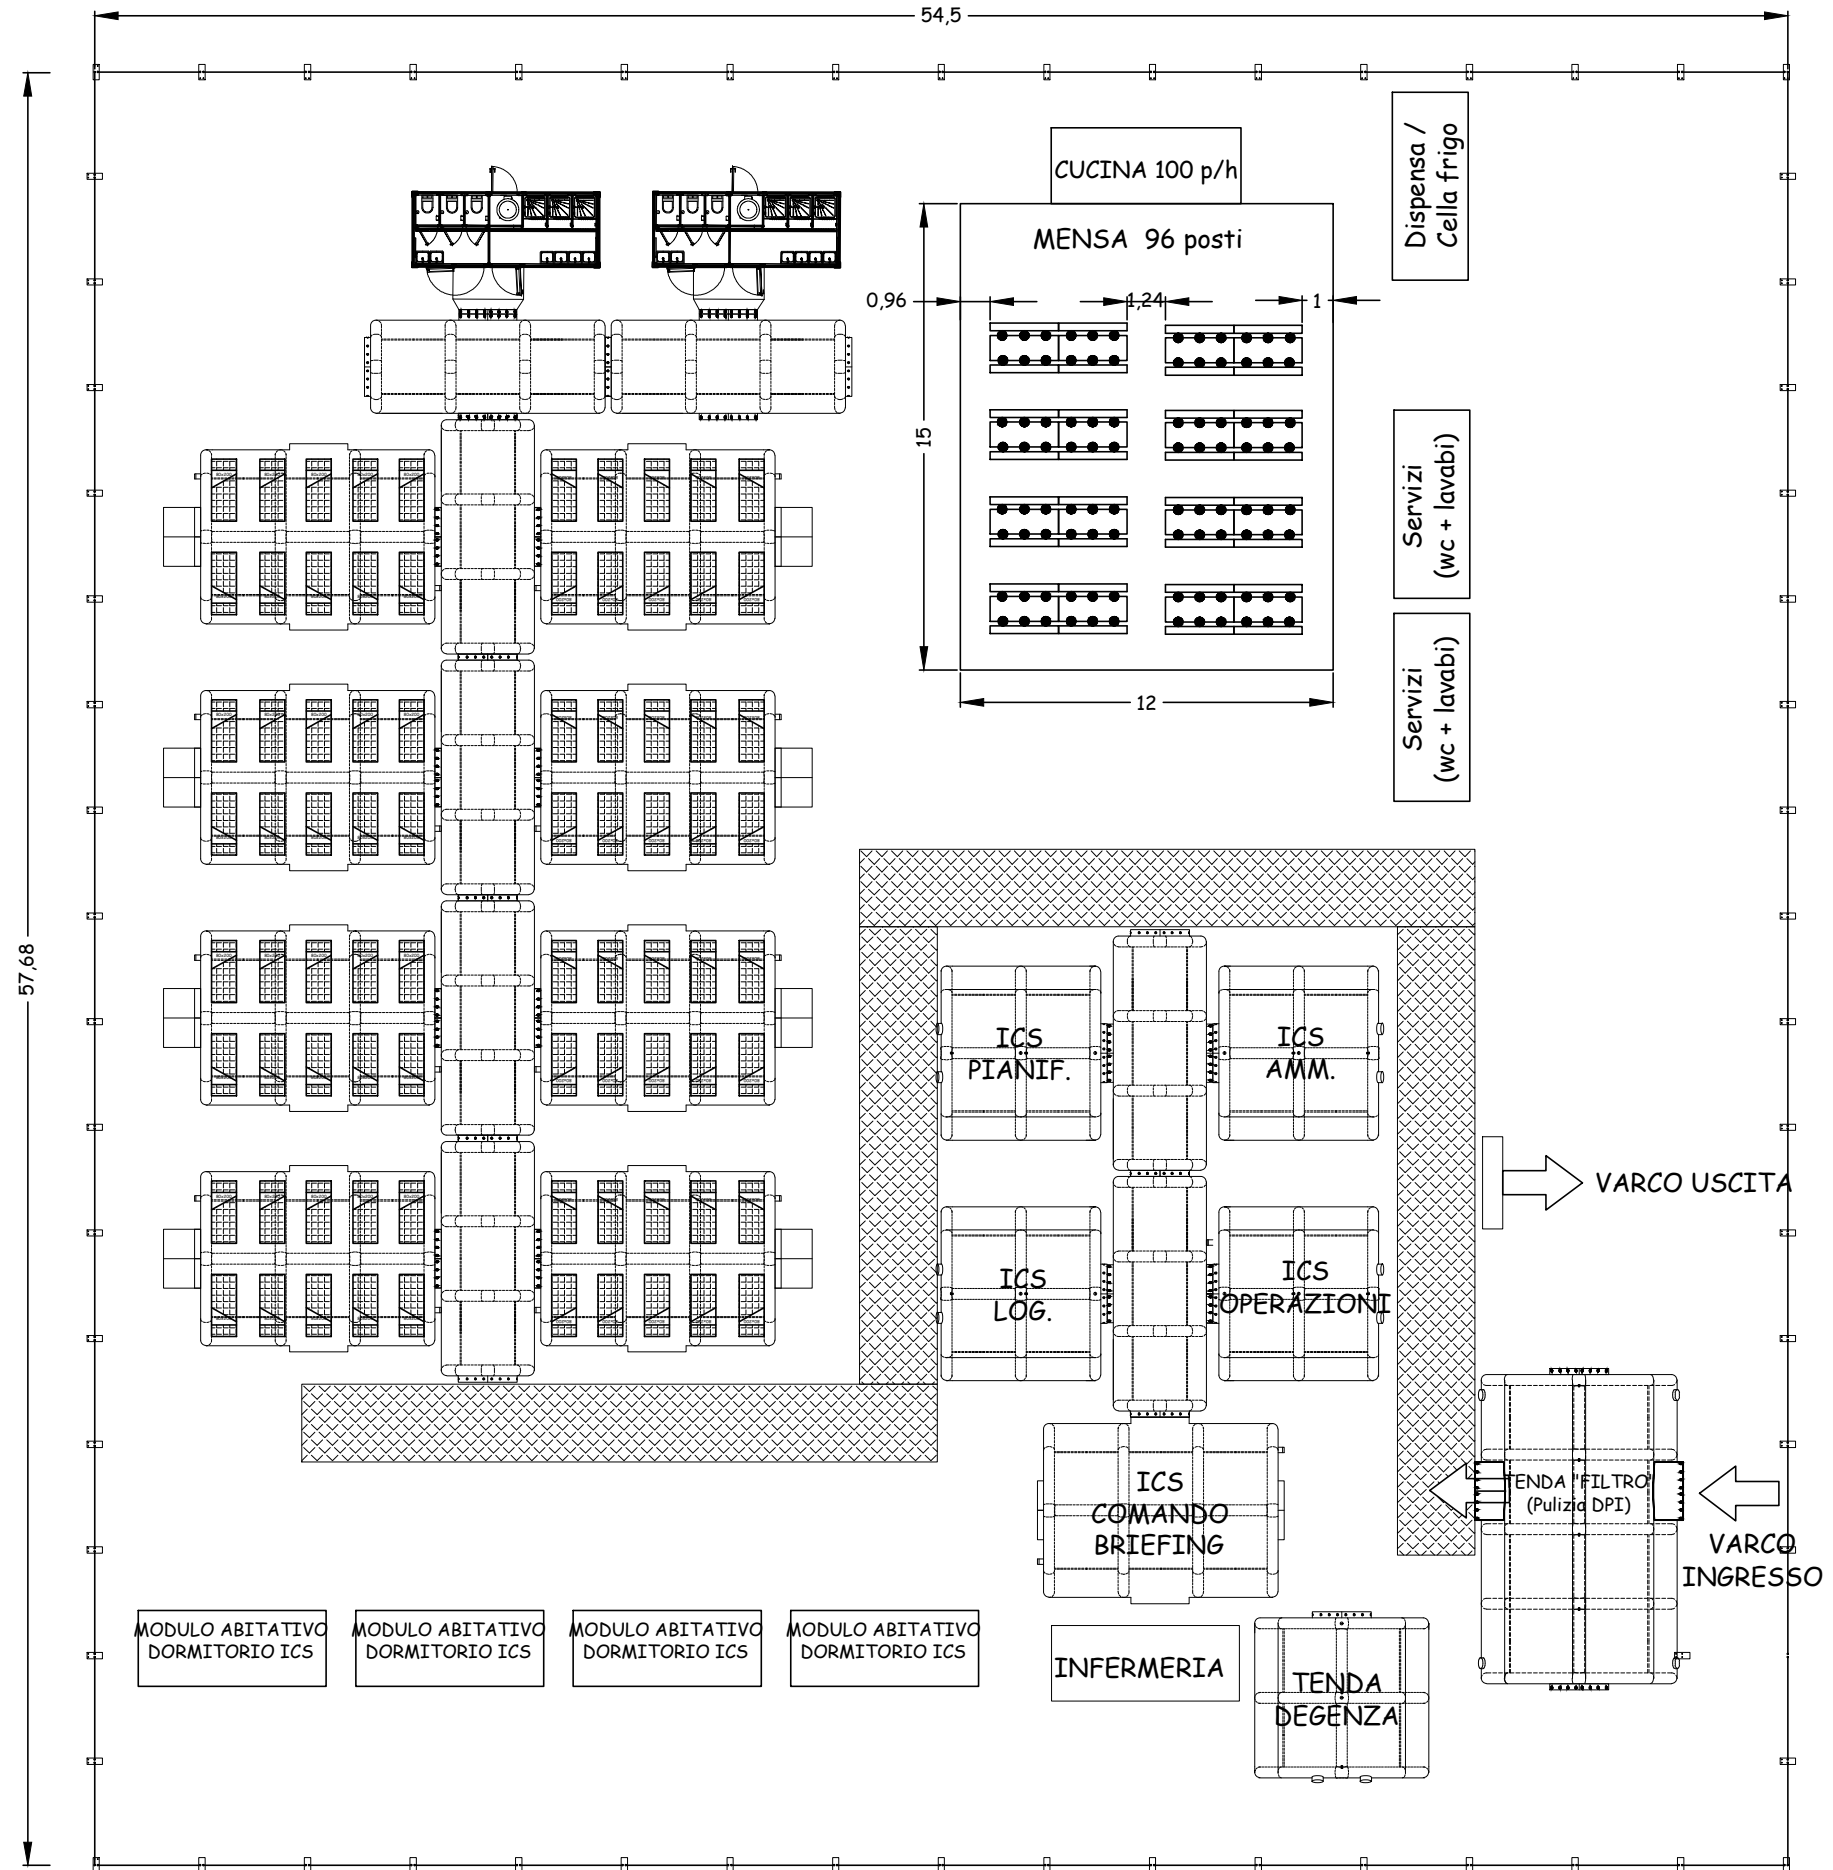 54,5
57,68
CUCINA 100 p/h
MENSA 96 posti
0,96
1,24
1
15
12
Dispensa /
Cella frigo
Servizi
(wc + lavabi)
Servizi
(wc + lavabi)
ICS
PIANIF.
ICS
AMM.
ICS
LOG.
ICS
OPERAZIONI
VARCO USCITA
ICS
COMANDO
BRIEFING
TENDA "FILTRO"
(Pulizia DPI)
VARCO
INGRESSO
MODULO ABITATIVO
DORMITORIO ICS
MODULO ABITATIVO
DORMITORIO ICS
MODULO ABITATIVO
DORMITORIO ICS
MODULO ABITATIVO
DORMITORIO ICS
INFERMERIA
TENDA
DEGENZA